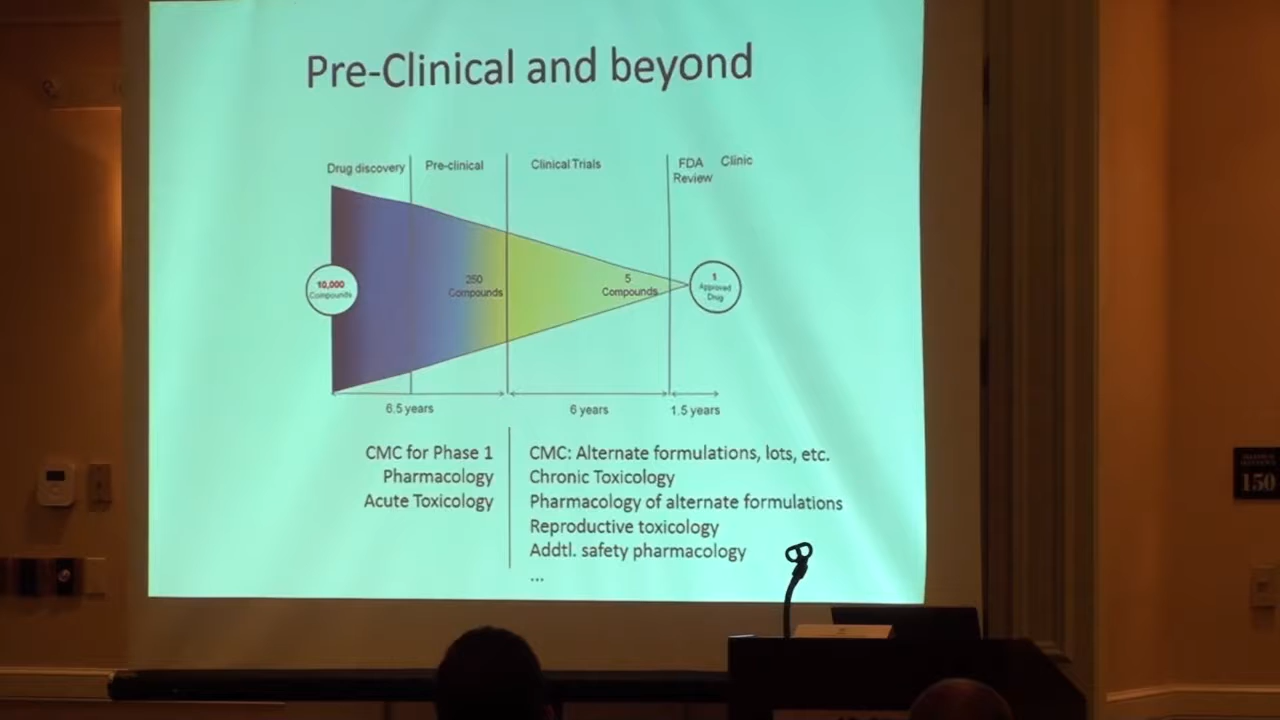 Pre-Clinical and beyond
Drug discovery
Pre-clinical
Clinical Trials
FDA
Review
Clinic
10,000
Compounds
250
Compounds
5
Compounds
1
Approved
Drug
6.5 years
6 years
1.5 years
CMC for Phase 1
Pharmacology
Acute Toxicology
CMC: Alternate formulations, lots, etc.
Chronic Toxicology
Pharmacology of alternate formulations
Reproductive toxicology
Addtl. safety pharmacology
...
150